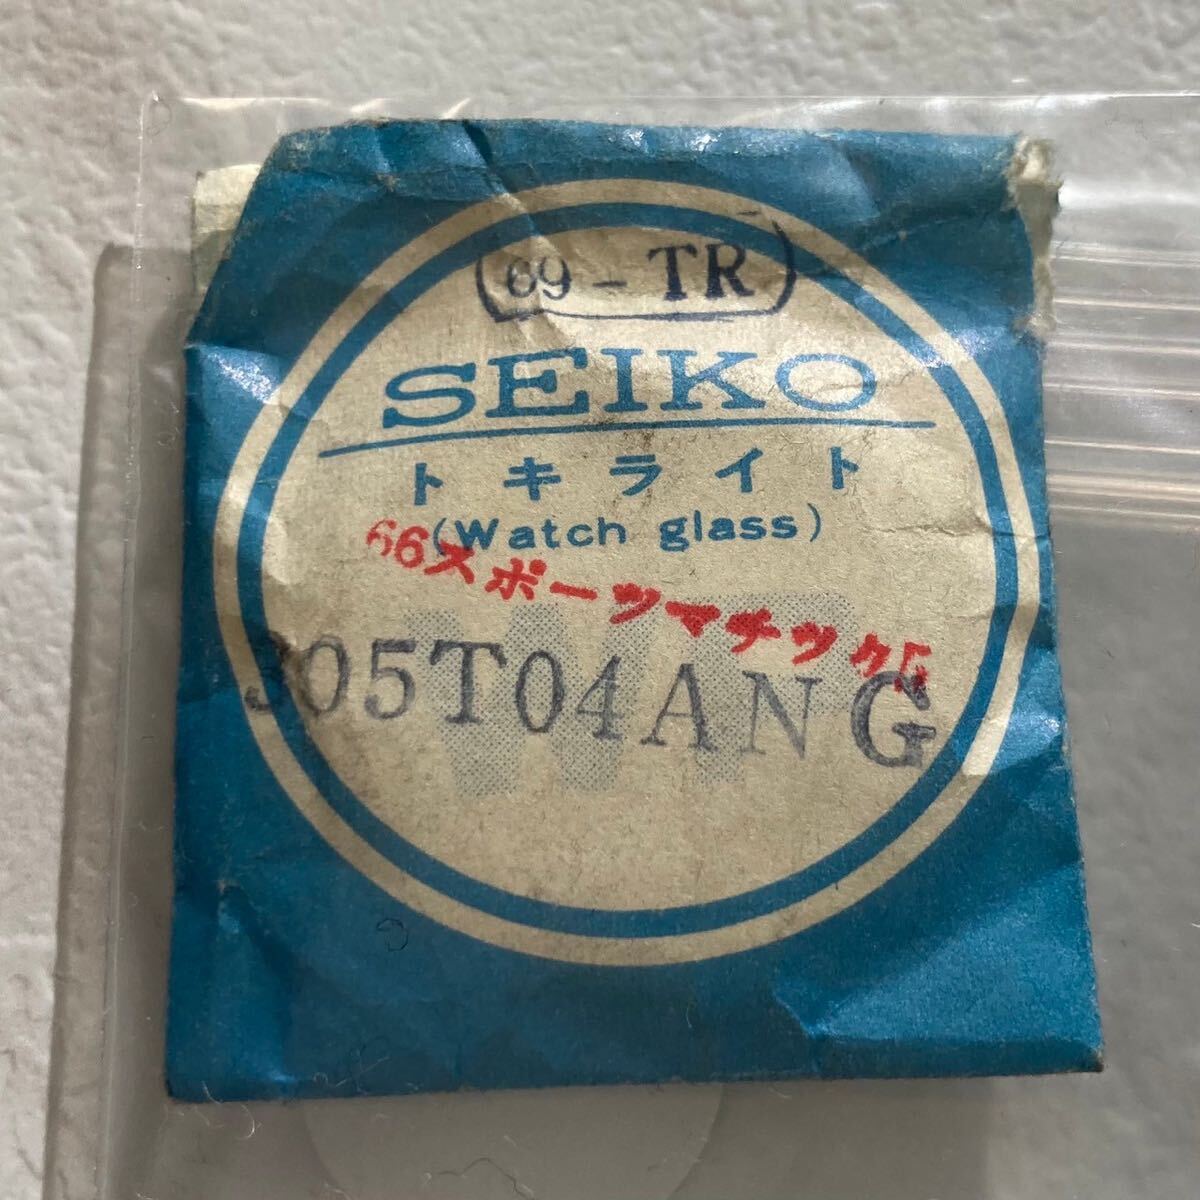 69-TR
SEIKO
トキライト
(Watch glass)
66スポーツマチック5
305T04ANG
WP